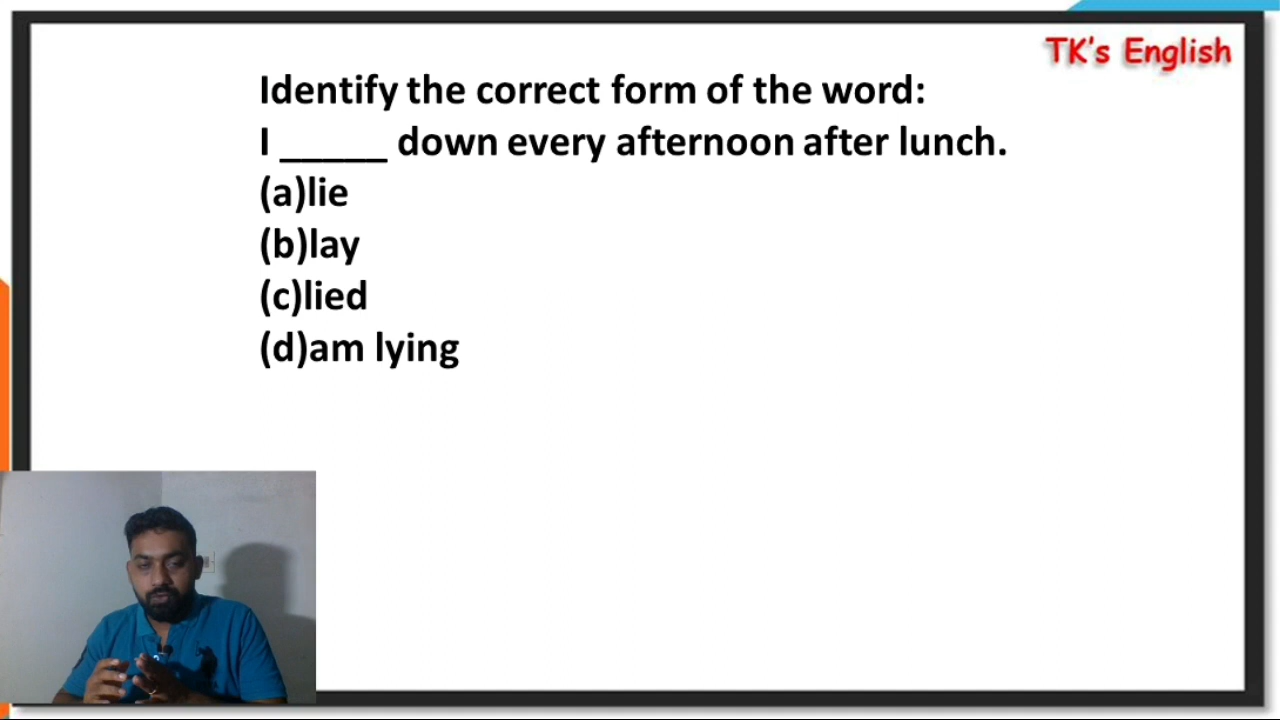 TK's English
Identify the correct form of the word:
I _____ down every afternoon after lunch.
(a)lie
(b)lay
(c)lied
(d)am lying